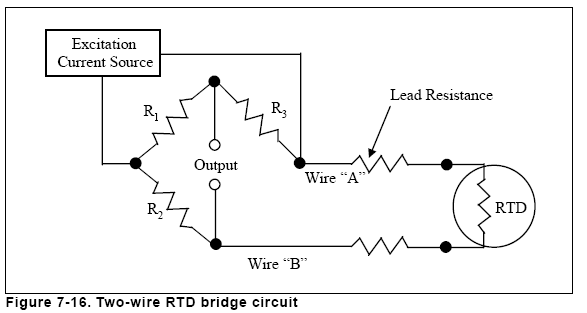 Excitation
Current Source
Lead Resistance
R1
R3
Output
Wire “A”
R2
RTD
Wire “B”
Figure 7-16. Two-wire RTD bridge circuit